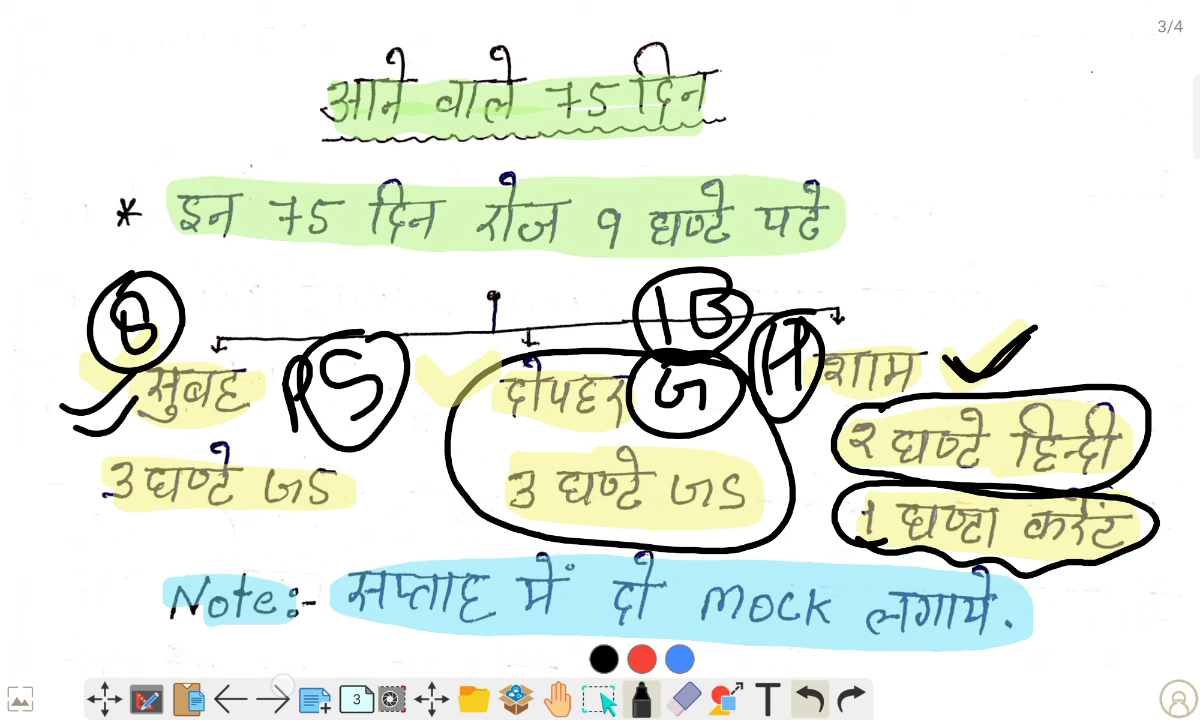 3/4
आने वाले 75 दिन
* इन 75 दिन रोज 9 घण्टे पढे
8 1B
सुबह PS दोपहर ज H शाम
3 घण्टे GS 3 घण्टे GS 2 घण्टे हिन्दी
1 घण्टा करेंट
Note:- सप्ताह में दो MOCK लगाये.
3 T